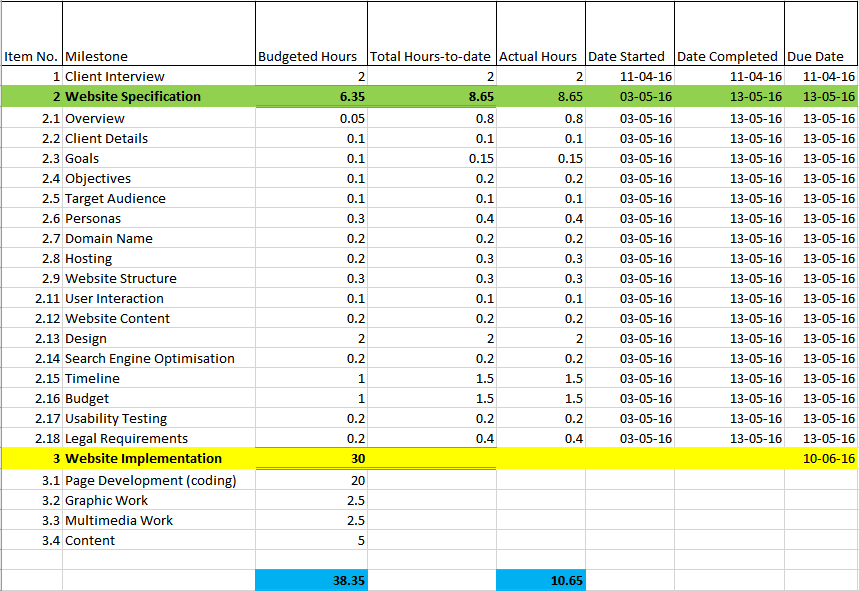 Item No. Milestone Budgeted Hours Total Hours-to-date Actual Hours Date Started Date Completed Due Date
1 Client Interview 2 2 2 11-04-16 11-04-16 11-04-16
2 Website Specification 6.35 8.65 8.65 03-05-16 13-05-16 13-05-16
2.1 Overview 0.05 0.8 0.8 03-05-16 13-05-16 13-05-16
2.2 Client Details 0.1 0.1 0.1 03-05-16 13-05-16 13-05-16
2.3 Goals 0.1 0.15 0.15 03-05-16 13-05-16 13-05-16
2.4 Objectives 0.1 0.2 0.2 03-05-16 13-05-16 13-05-16
2.5 Target Audience 0.1 0.1 0.1 03-05-16 13-05-16 13-05-16
2.6 Personas 0.3 0.4 0.4 03-05-16 13-05-16 13-05-16
2.7 Domain Name 0.2 0.2 0.2 03-05-16 13-05-16 13-05-16
2.8 Hosting 0.2 0.3 0.3 03-05-16 13-05-16 13-05-16
2.9 Website Structure 0.3 0.3 0.3 03-05-16 13-05-16 13-05-16
2.11 User Interaction 0.1 0.1 0.1 03-05-16 13-05-16 13-05-16
2.12 Website Content 0.2 0.2 0.2 03-05-16 13-05-16 13-05-16
2.13 Design 2 2 2 03-05-16 13-05-16 13-05-16
2.14 Search Engine Optimisation 0.2 0.2 0.2 03-05-16 13-05-16 13-05-16
2.15 Timeline 1 1.5 1.5 03-05-16 13-05-16 13-05-16
2.16 Budget 1 1.5 1.5 03-05-16 13-05-16 13-05-16
2.17 Usability Testing 0.2 0.2 0.2 03-05-16 13-05-16 13-05-16
2.18 Legal Requirements 0.2 0.4 0.4 03-05-16 13-05-16 13-05-16
3 Website Implementation 30 10-06-16
3.1 Page Development (coding) 20
3.2 Graphic Work 2.5
3.3 Multimedia Work 2.5
3.4 Content 5
38.35 10.65